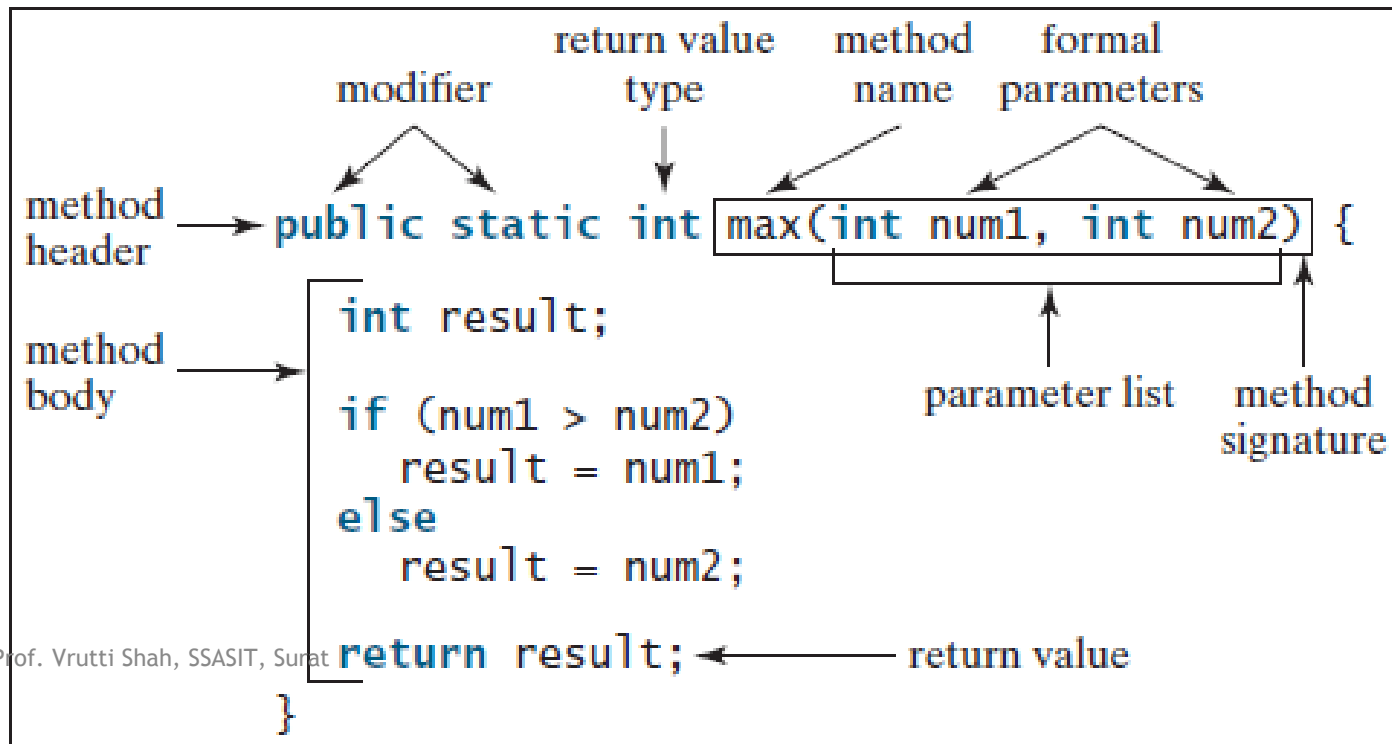 return value method formal
modifier type name parameters
method
header
public static int max(int num1, int num2) {
int result;
method
body
parameter list method
signature
if (num1 > num2)
result = num1;
else
result = num2;
Prof. Vrutti Shah, SSASIT, Surat
return result;
return value
}